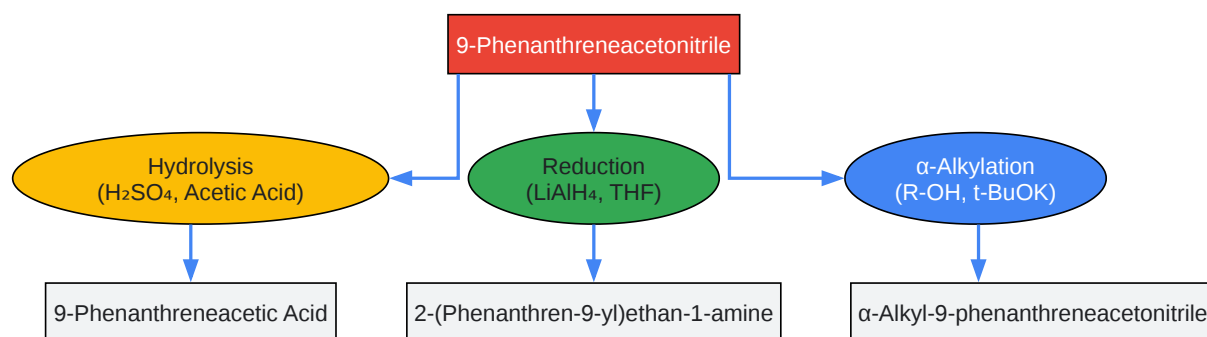 9-Phenanthreneacetonitrile
Hydrolysis
(H₂SO₄, Acetic Acid)
Reduction
(LiAlH₄, THF)
α-Alkylation
(R-OH, t-BuOK)
9-Phenanthreneacetic Acid
2-(Phenanthren-9-yl)ethan-1-amine
α-Alkyl-9-phenanthreneacetonitrile